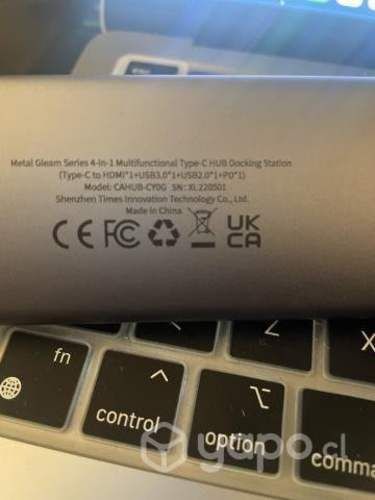 Metal Gleam Series 4-in-1 Multifunctional Type-C HUB Docking Station
(Type-C to HDMI*1+USB3.0*1+USB2.0*1+PD*1)
Model: CAHUB-CY0G SN: XL220501
Shenzhen Times Innovation Technology Co., Ltd.
Made in China
CE FC UK
CA
Z X
fn
control option comma
yapo.cl